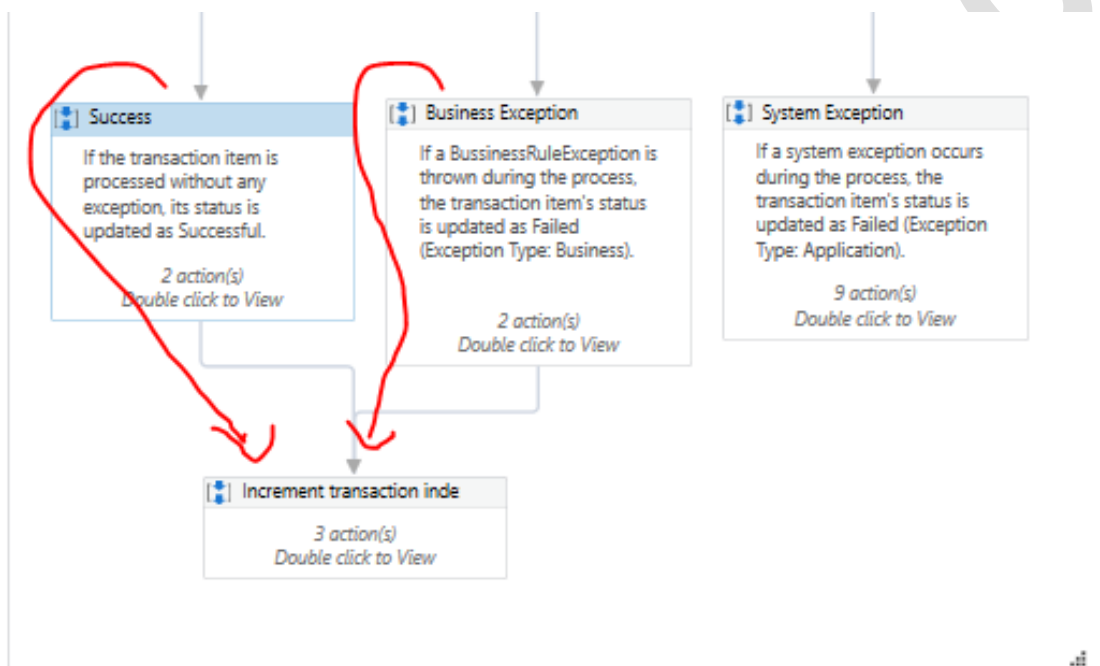 Success
If the transaction item is
processed without any
exception, its status is
updated as Successful.
2 action(s)
Double click to View
Business Exception
If a BussinessRuleException is
thrown during the process,
the transaction item's status
is updated as Failed
(Exception Type: Business).
2 action(s)
Double click to View
System Exception
If a system exception occurs
during the process, the
transaction item's status is
updated as Failed (Exception
Type: Application).
9 action(s)
Double click to View
Increment transaction inde
3 action(s)
Double click to View